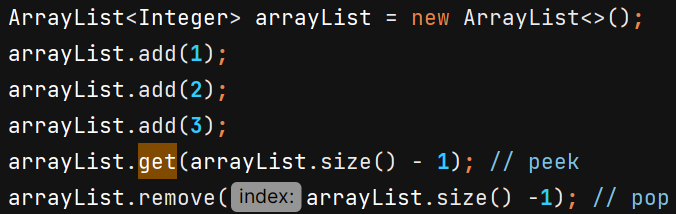 ArrayList<Integer> arrayList = new ArrayList<>();
arrayList.add(1);
arrayList.add(2);
arrayList.add(3);
arrayList.get(arrayList.size() - 1); // peek
arrayList.remove( index: arrayList.size() -1); // pop